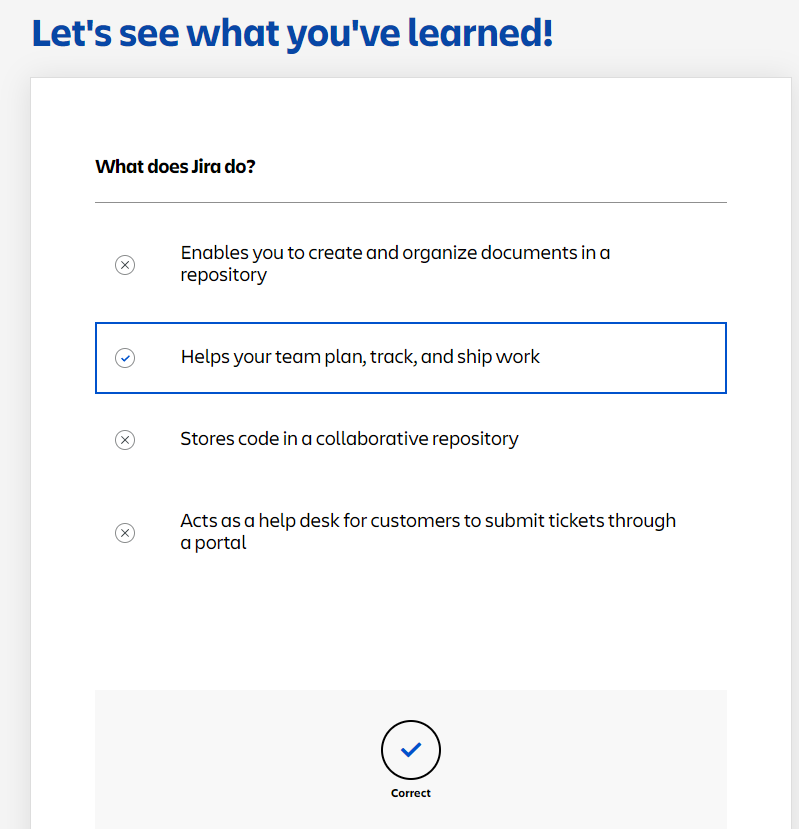 Let's see what you've learned!
What does Jira do?
Enables you to create and organize documents in a
repository
Helps your team plan, track, and ship work
Stores code in a collaborative repository
Acts as a help desk for customers to submit tickets through
a portal
Correct